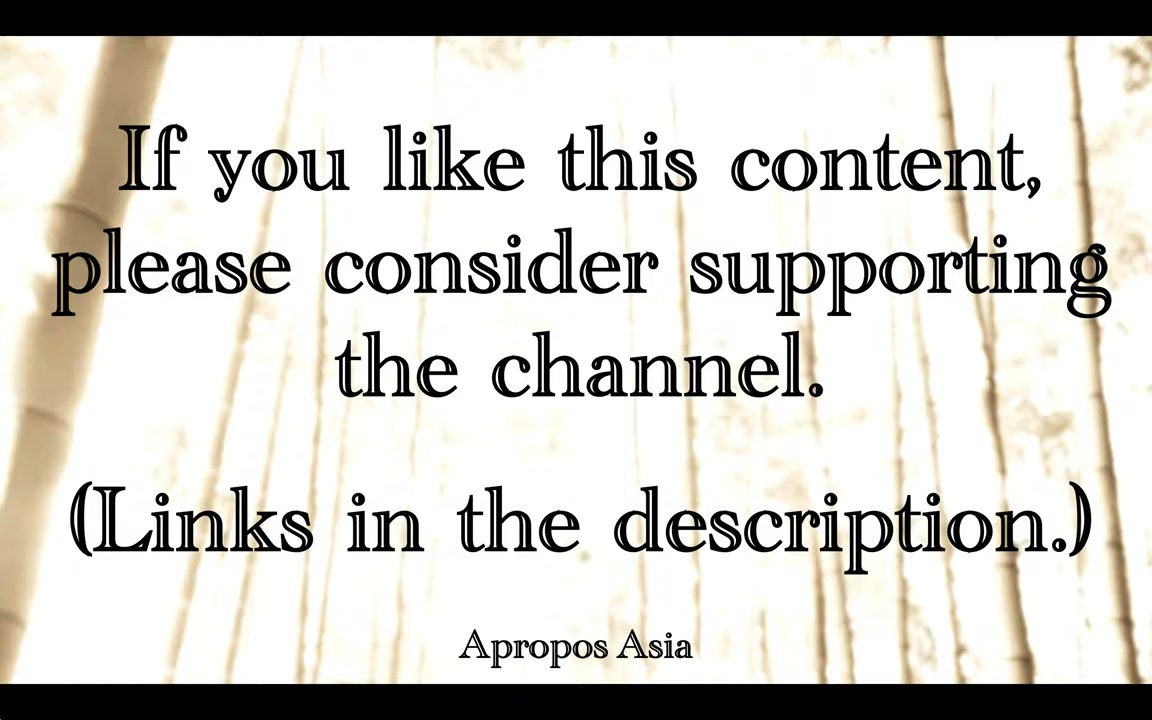 If you like this content,
please consider supporting
the channel.
(Links in the description.)
Apropos Asia